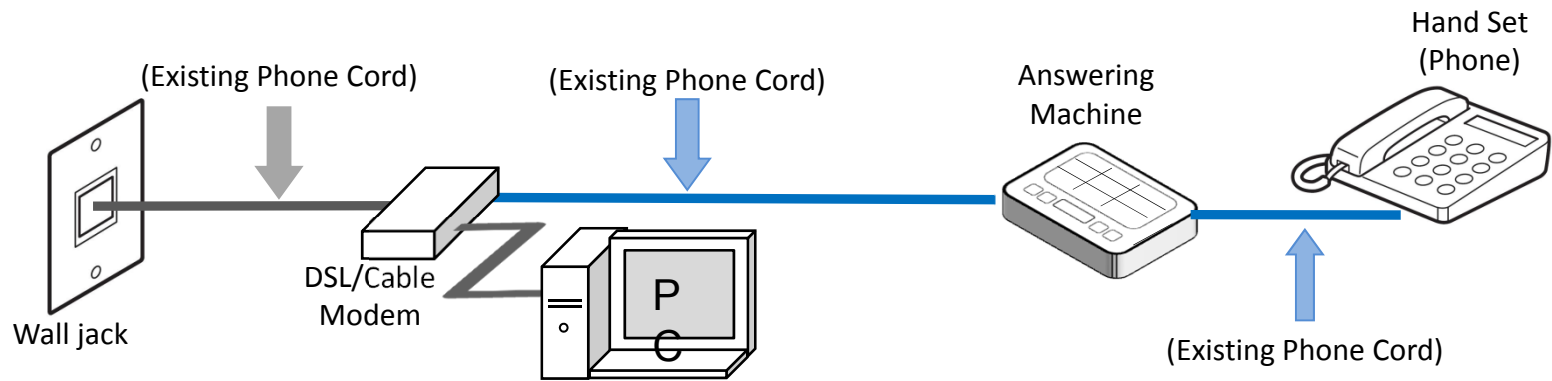 Hand Set
(Phone)
(Existing Phone Cord)
(Existing Phone Cord)
Answering
Machine
DSL/Cable
Modem
P
C
Wall jack
(Existing Phone Cord)